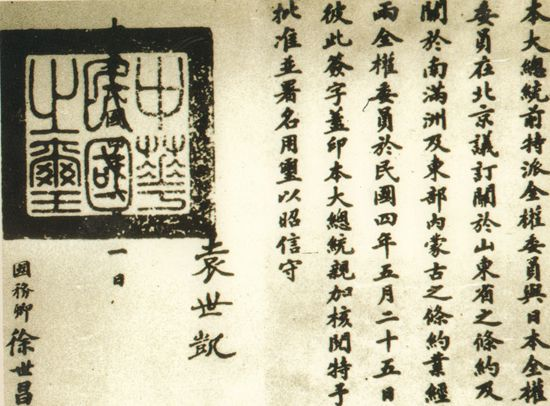 本大總統前特派全權委員與日本全權
委員在北京議訂關於山東省之條約及
關於南滿洲及東部內蒙古之條約業經
兩全權委員於民國四年五月二十五日
彼此簽字蓋印本大總統親加核閱特予
批准並署名用璽以昭信守
袁世凱
中華
民國
之璽
一日
國務卿 徐世昌